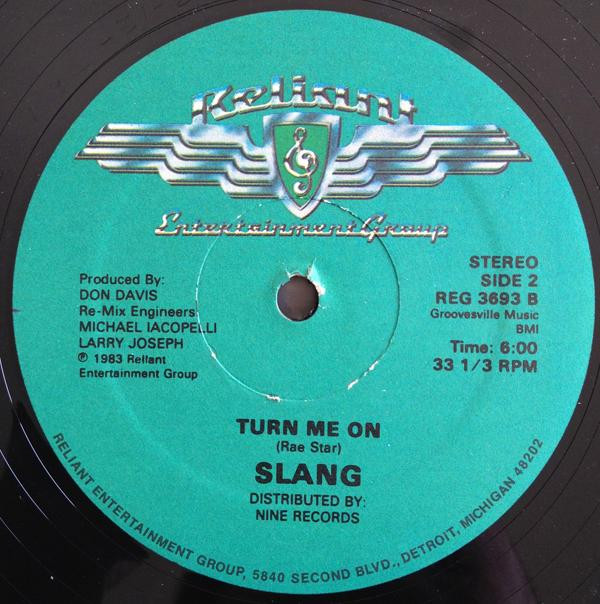 Reliant
Entertainment Group
Produced By:
DON DAVIS
Re-Mix Engineers:
MICHAEL IACOPELLI
LARRY JOSEPH
℗ 1983 Reliant
Entertainment Group
STEREO
SIDE 2
REG 3693 B
Groovesville Music
BMI
Time: 6:00
33 1/3 RPM
TURN ME ON
(Rae Star)
SLANG
DISTRIBUTED BY:
NINE RECORDS
RELIANT ENTERTAINMENT GROUP, 5840 SECOND BLVD., DETROIT, MICHIGAN 48202